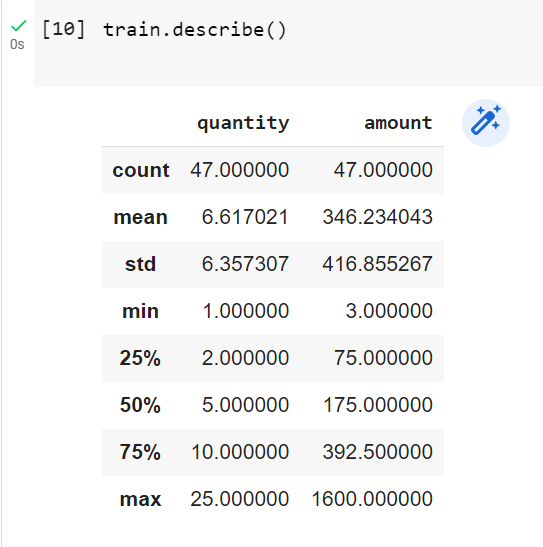 [10] train.describe()
0s
quantity amount
count 47.000000 47.000000
mean 6.617021 346.234043
std 6.357307 416.855267
min 1.000000 3.000000
25% 2.000000 75.000000
50% 5.000000 175.000000
75% 10.000000 392.500000
max 25.000000 1600.000000